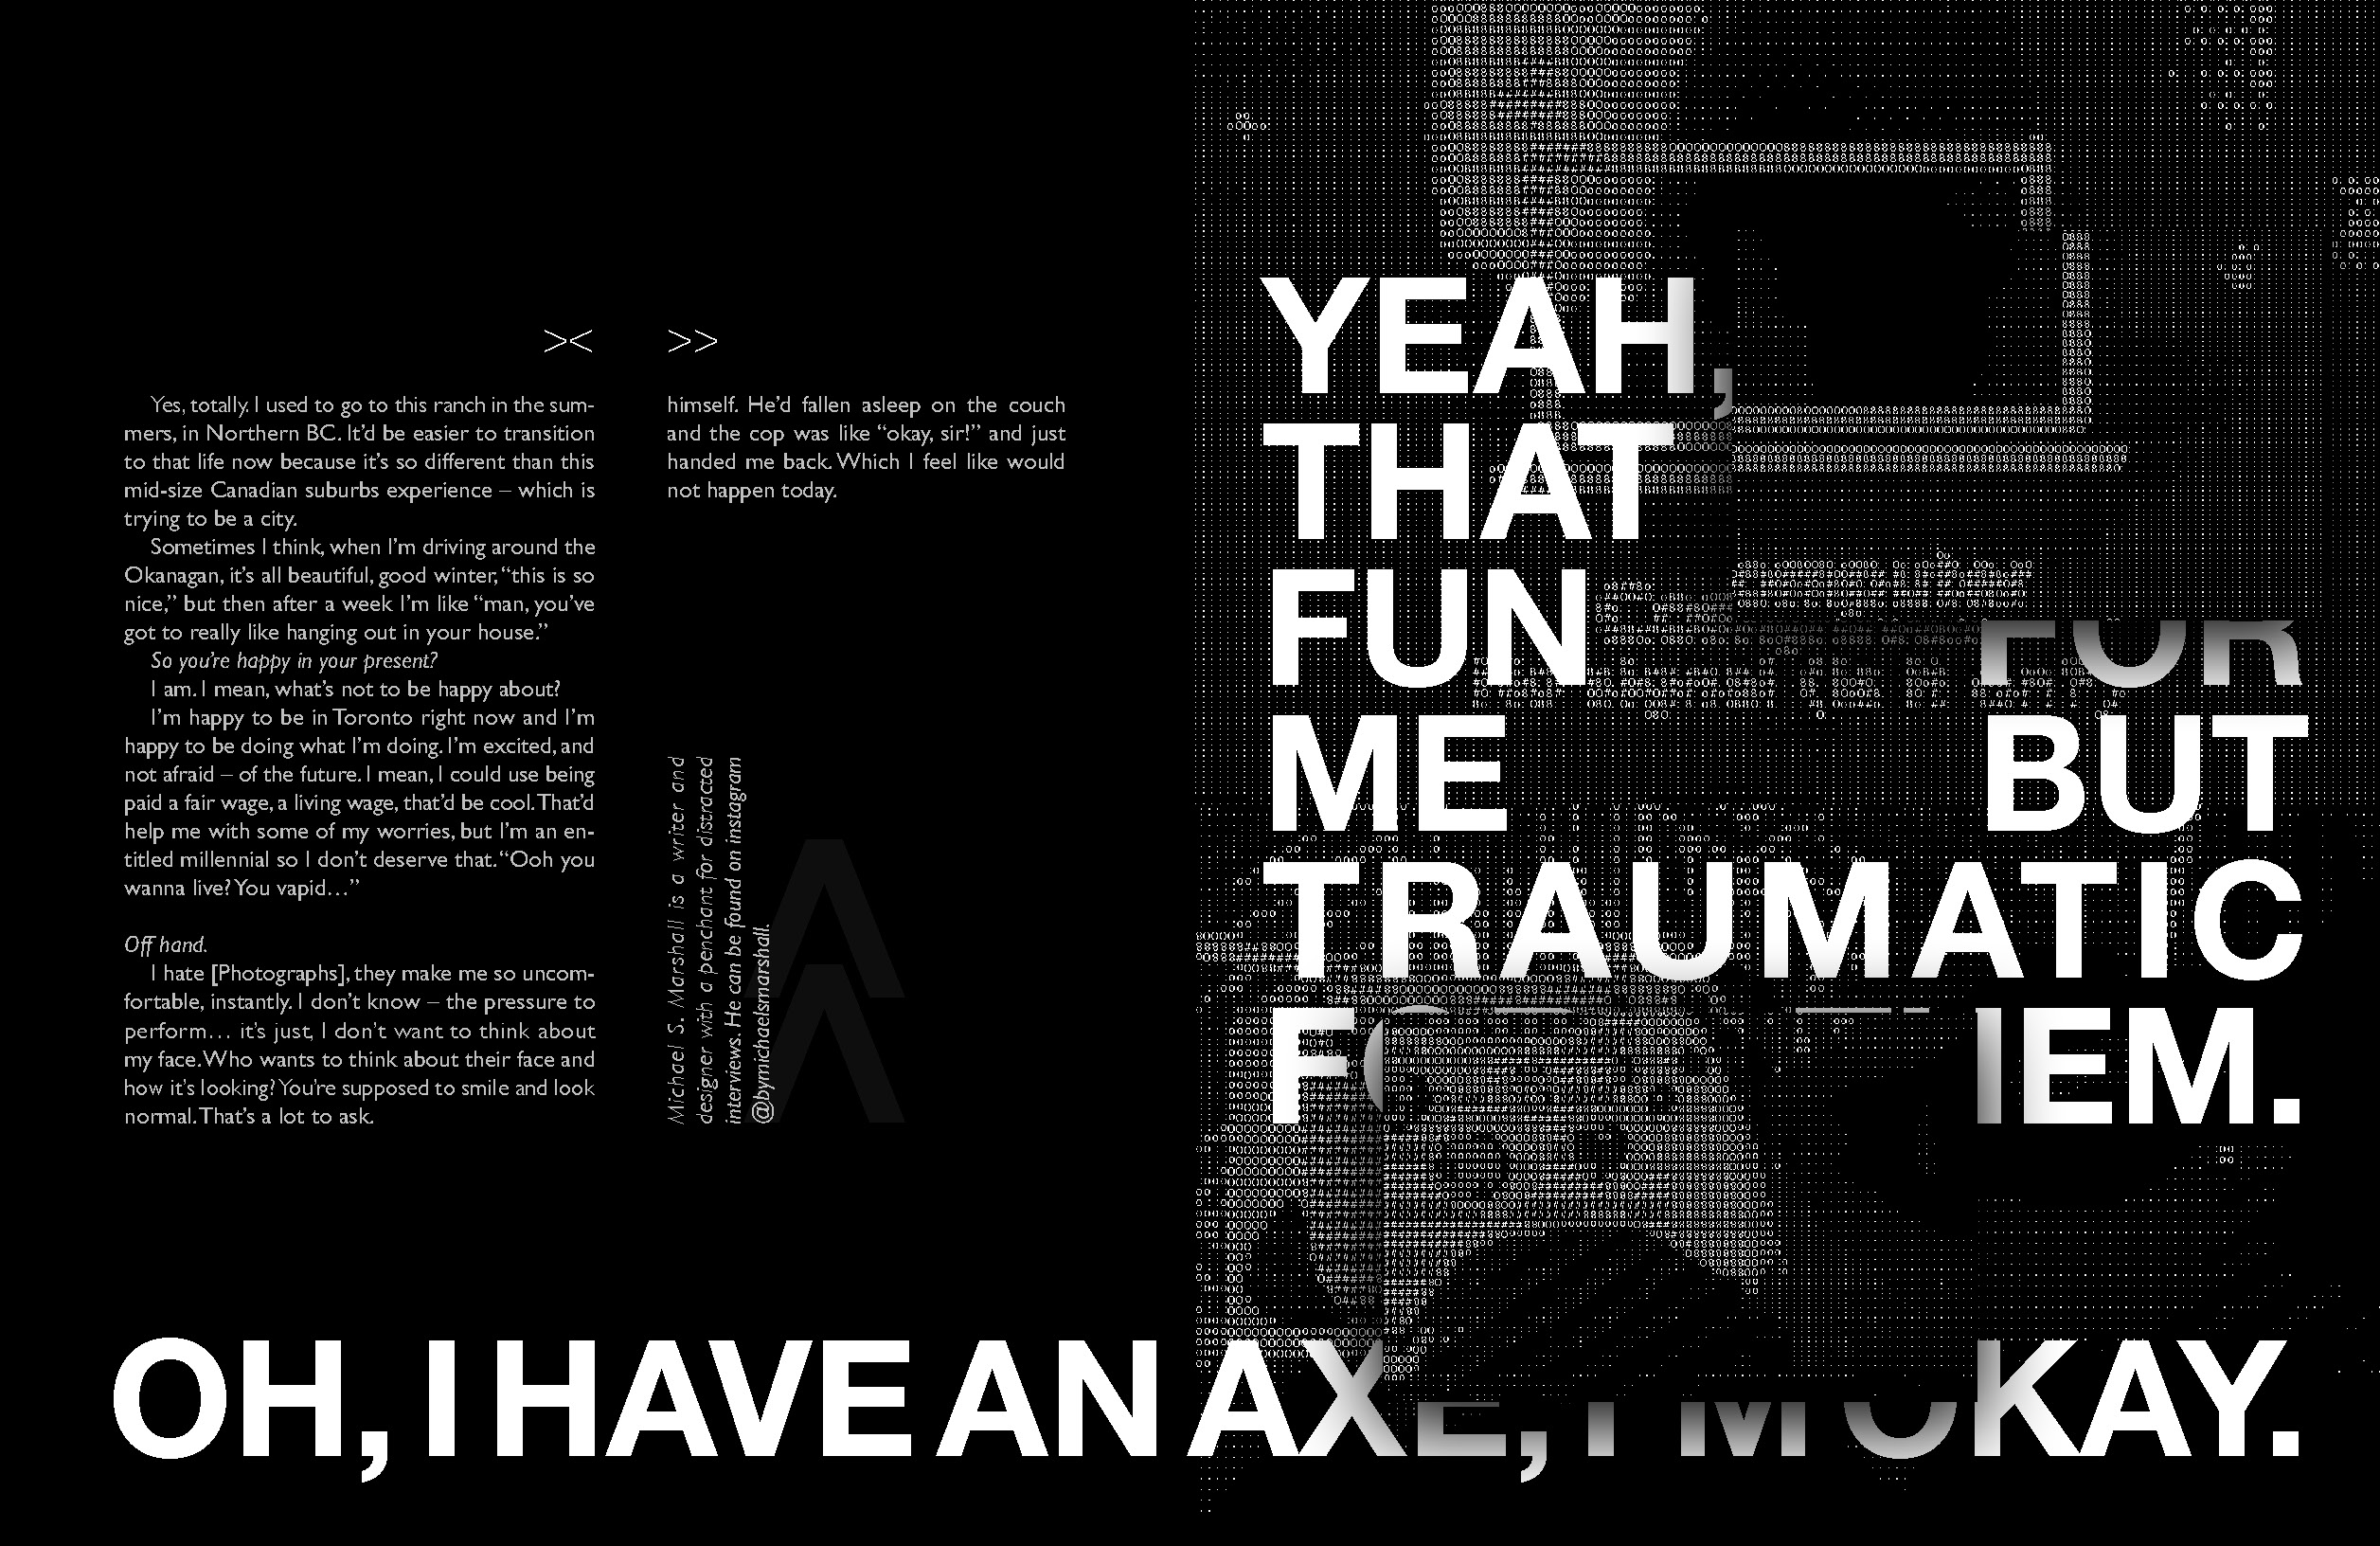 ><
Yes, totally. I used to go to this ranch in the sum-
mers, in Northern BC. It’d be easier to transition
to that life now because it’s so different than this
mid-size Canadian suburbs experience – which is
trying to be a city.
Sometimes I think, when I’m driving around the
Okanagan, it’s all beautiful, good winter, “this is so
nice,” but then after a week I’m like “man, you’ve
got to really like hanging out in your house.”
So you’re happy in your present?
I am. I mean, what’s not to be happy about?
I’m happy to be in Toronto right now and I’m
happy to be doing what I’m doing. I’m excited, and
not afraid – of the future. I mean, I could use being
paid a fair wage, a living wage, that’d be cool. That’d
help me with some of my worries, but I’m an en-
titled millennial so I don’t deserve that. “Ooh you
wanna live? You vapid…”
Off hand.
I hate [Photographs], they make me so uncom-
fortable, instantly. I don’t know – the pressure to
perform… it’s just, I don’t want to think about
my face. Who wants to think about their face and
how it’s looking? You’re supposed to smile and look
normal. That’s a lot to ask.
>>
himself. He’d fallen asleep on the couch
and the cop was like “okay, sir!” and just
handed me back. Which I feel like would
not happen today.
Michael S. Marshall is a writer and
designer with a penchant for distracted
interviews. He can be found on instagram
@bymichaelsmarshall.
YEAH,
THAT
FUN FOR
ME BUT
TRAUMATIC
OH, I HAVE AN AXE, I’M OKAY.